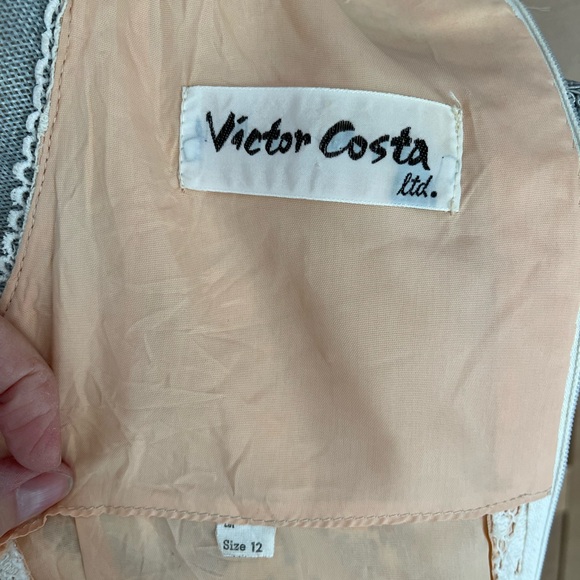 Victor Costa
ltd.
Size 12